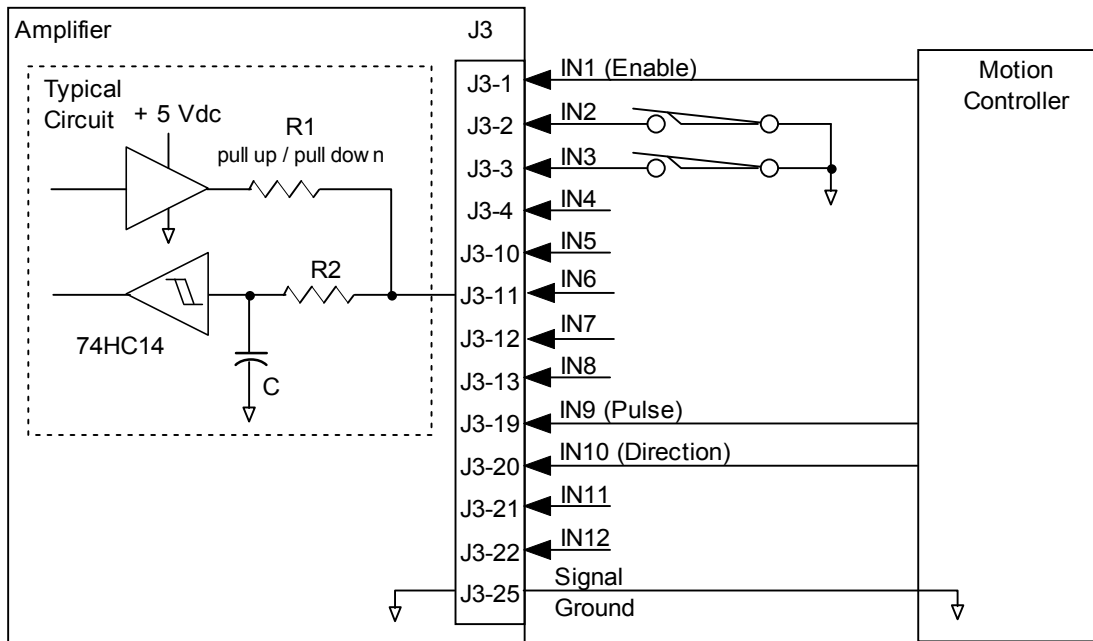 Amplifier
J3
Typical
Circuit
+ 5 Vdc
R1
pull up / pull down
R2
74HC14
C
J3-1
J3-2
J3-3
J3-4
J3-10
J3-11
J3-12
J3-13
J3-19
J3-20
J3-21
J3-22
J3-25
IN1 (Enable)
IN2
IN3
IN4
IN5
IN6
IN7
IN8
IN9 (Pulse)
IN10 (Direction)
IN11
IN12
Signal
Ground
Motion
Controller